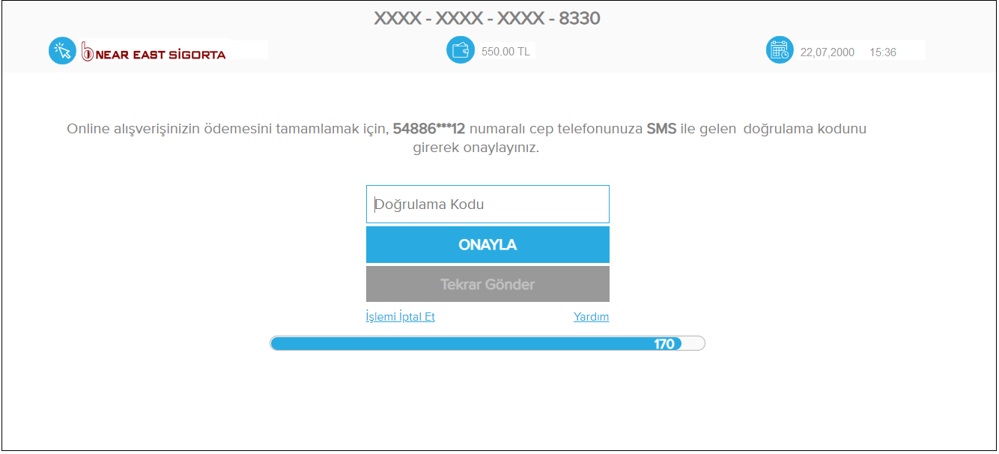 XXXX - XXXX - XXXX - 8330
NEAR EAST SİGORTA
550.00 TL
22,07,2000 15:36
Online alışverişinizin ödemesini tamamlamak için, 54886***12 numaralı cep telefonunuza SMS ile gelen doğrulama kodunu
girerek onaylayınız.
Doğrulama Kodu
ONAYLA
Tekrar Gönder
İşlemi İptal Et Yardım
170